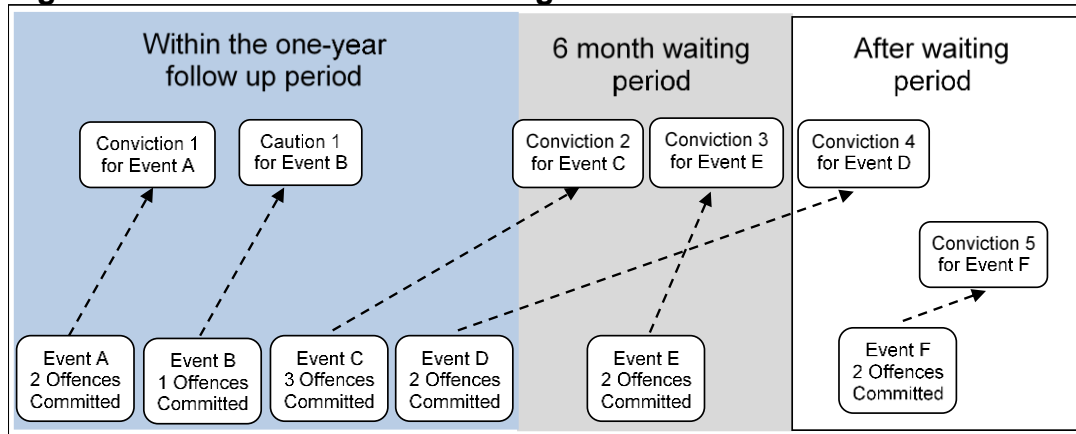 Within the one-year
follow up period
6 month waiting
period
After waiting
period
Conviction 1
for Event A
Caution 1
for Event B
Conviction 2
for Event C
Conviction 3
for Event E
Conviction 4
for Event D
Conviction 5
for Event F
Event A
2 Offences
Committed
Event B
1 Offences
Committed
Event C
3 Offences
Committed
Event D
2 Offences
Committed
Event E
2 Offences
Committed
Event F
2 Offences
Committed